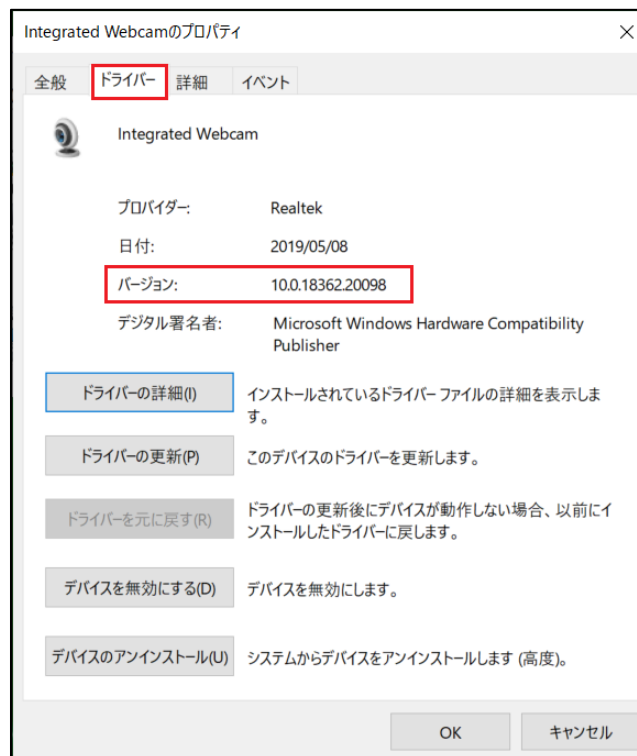 Integrated Webcamのプロパティ
全般 ドライバー 詳細 イベント
Integrated Webcam
プロバイダー: Realtek
日付: 2019/05/08
バージョン: 10.0.18362.20098
デジタル署名者: Microsoft Windows Hardware Compatibility
Publisher
ドライバーの詳細(I) インストールされているドライバー ファイルの詳細を表示しま
す。
ドライバーの更新(P) このデバイスのドライバーを更新します。
ドライバーを元に戻す(R) ドライバーの更新後にデバイスが動作しない場合、以前にイ
ンストールしたドライバーに戻します。
デバイスを無効にする(D) デバイスを無効にします。
デバイスのアンインストール(U) システムからデバイスをアンインストールします (高度)。
OK キャンセル